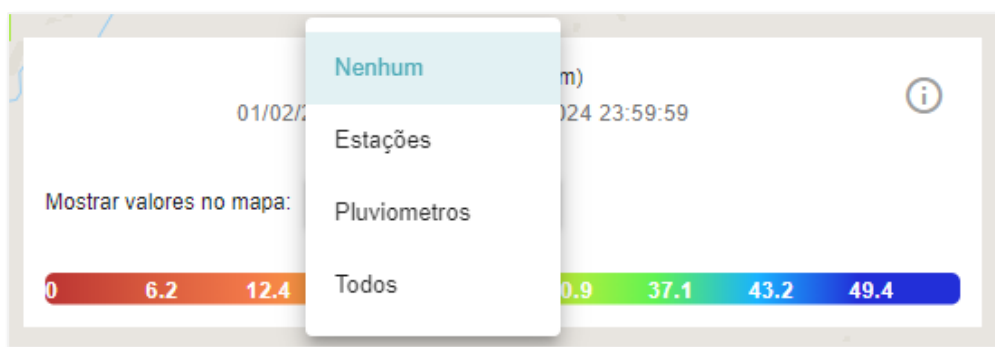 Nenhum
m)
01/02/2
024 23:59:59
Estações
Mostrar valores no mapa:
Pluviometros
Todos
0 6.2 12.4 0.9 37.1 43.2 49.4